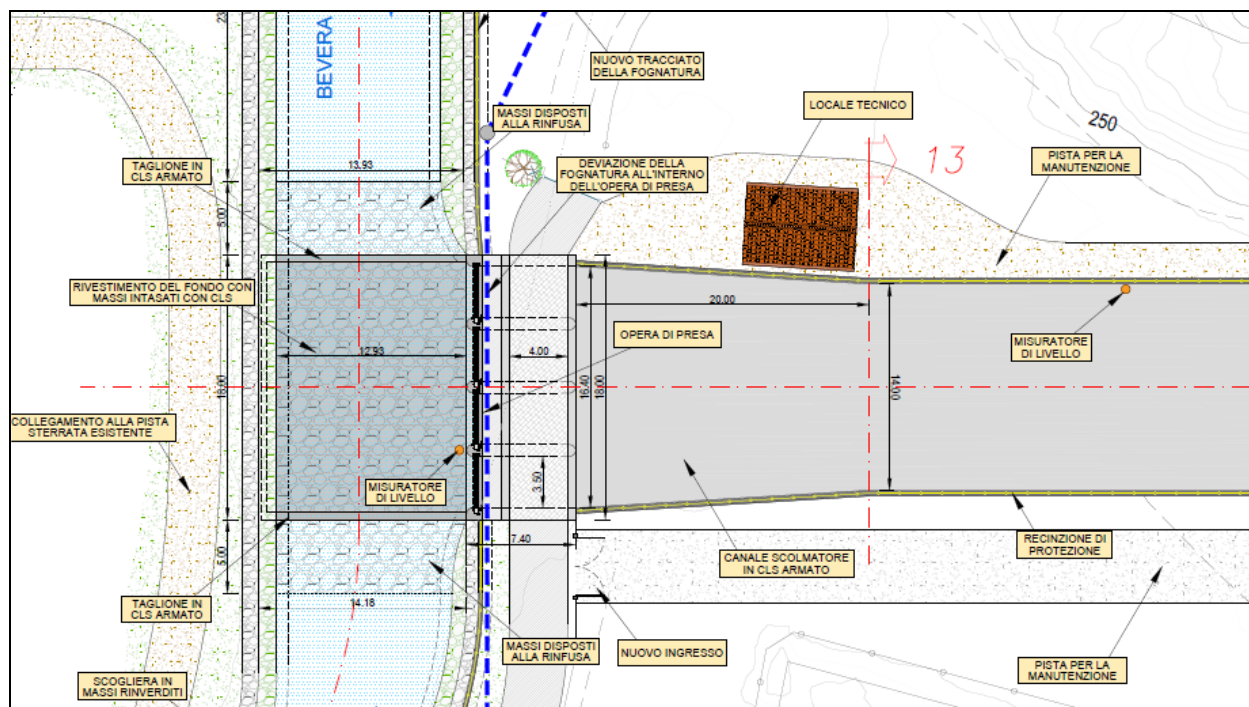 23
BEVERA
NUOVO TRACCIATO
DELLA FOGNATURA
MASSI DISPOSTI
ALLA RINFUSA
LOCALE TECNICO
250
13
PISTA PER LA
MANUTENZIONE
TAGLIONE IN
CLS ARMATO
13.93
DEVIAZIONE DELLA
FOGNATURA ALL'INTERNO
DELL'OPERA DI PRESA
5.00
RIVESTIMENTO DEL FONDO CON
MASSI INTASATI CON CLS
20.00
OPERA DI PRESA
MISURATORE
DI LIVELLO
12.93
4.00
18.00
16.40
18.00
14.00
COLLEGAMENTO ALLA PISTA
STERRATA ESISTENTE
MISURATORE
DI LIVELLO
3.50
5.00
7.40
CANALE SCOLMATORE
IN CLS ARMATO
RECINZIONE DI
PROTEZIONE
TAGLIONE IN
CLS ARMATO
14.18
MASSI DISPOSTI
ALLA RINFUSA
NUOVO INGRESSO
PISTA PER LA
MANUTENZIONE
SCOGLIERA IN
MASSI RINVERDITI